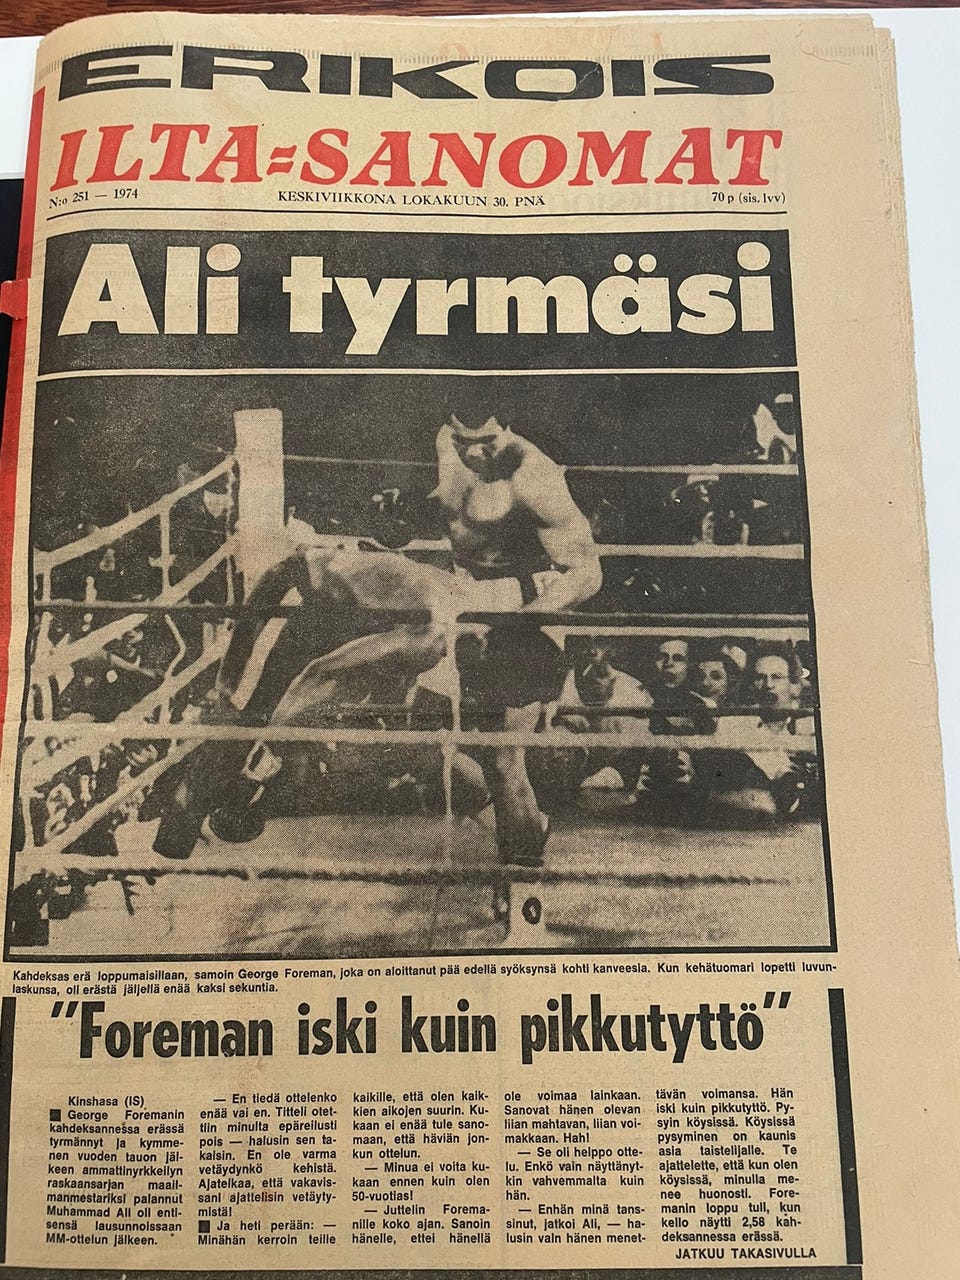 ERIKOIS
ILTA=SANOMAT
N:o 251 — 1974 KESKIVIIKKONA LOKAKUUN 30. PNÄ 70 p (sis. lvv)
Ali tyrmäsi
Kahdeksas erä loppumaisillaan, samoin George Foreman, joka on aloittanut pää edellä syöksynsä kohti kanveesia. Kun kehätuomari lopetti luvun-
laskunsa, oli erästä jäljellä enää kaksi sekuntia.
"Foreman iski kuin pikkutyttö"
Kinshasa (IS)
■ George Foremanin
kahdeksannessa erässä
tyrmännyt ja kymme-
nen vuoden tauon jäl-
keen ammattinyrkkeilyn
raskaansarjan maail-
manmestariksi palannut
Muhammad Ali oli enti-
sensä lausunnoissaan
MM-ottelun jälkeen.
— En tiedä ottelenko
enää vai en. Titteli otet-
tiin minulta epäreilusti
pois — halusin sen ta-
kaisin. En ole varma
vetäydynkö kehistä.
Ajatelkaa, että vakavis-
sani ajattelisin vetäyty-
mistä!
■ Ja heti perään: —
Minähän kerroin teille
kaikille, että olen kaik-
kien aikojen suurin. Ku-
kaan ei enää tule sano-
maan, että häviän jon-
kun ottelun.
— Minua ei voita ku-
kaan ennen kuin olen
50-vuotias!
— Juttelin Forema-
nille koko ajan. Sanoin
hänelle, ettei hänellä
ole voimaa lainkaan.
Sanovat hänen olevan
liian mahtavan, liian voi-
makkaan. Hah!
— Se oli helppo otte-
lu. Enkö vain näyttänyt-
kin vahvemmalta kuin
hän.
— Enhän minä tans-
sinut, jatkoi Ali, — ha-
lusin vain hänen menet-
tävän voimansa. Hän
iski kuin pikkutyttö. Py-
syin köysissä. Köysissä
pysyminen on kaunis
asia taistelijalle. Te
ajattelette, että kun olen
köysissä, minulla me-
nee huonosti. Fore-
manin loppu tuli, kun
kello näytti 2,58 kah-
deksannessa erässä.
JATKUU TAKASIVULLA